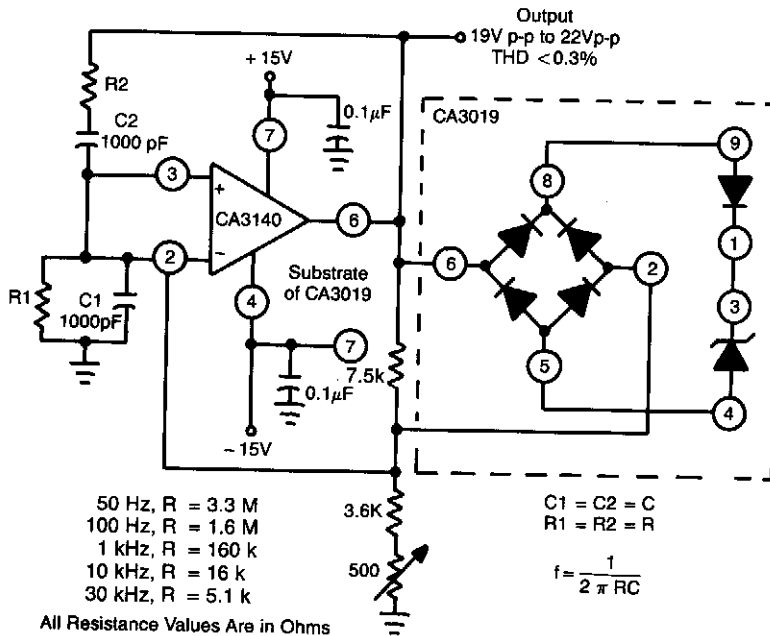 Output
19V p-p to 22Vp-p
THD <0.3%
+ 15V
R2
0.1μF
CA3019
C2
1000 pF
7
9
8
3
+
CA3140
6
1
−
2
6
2
Substrate
of CA3019
R1
C1
1000pF
4
7
3
5
7.5k
0.1μF
4
− 15V
50 Hz, R = 3.3 M
100 Hz, R = 1.6 M
1 kHz, R = 160 k
10 kHz, R = 16 k
30 kHz, R = 5.1 k
3.6K
500
C1 = C2 = C
R1 = R2 = R
f = 1 / 2 π RC
All Resistance Values Are in Ohms